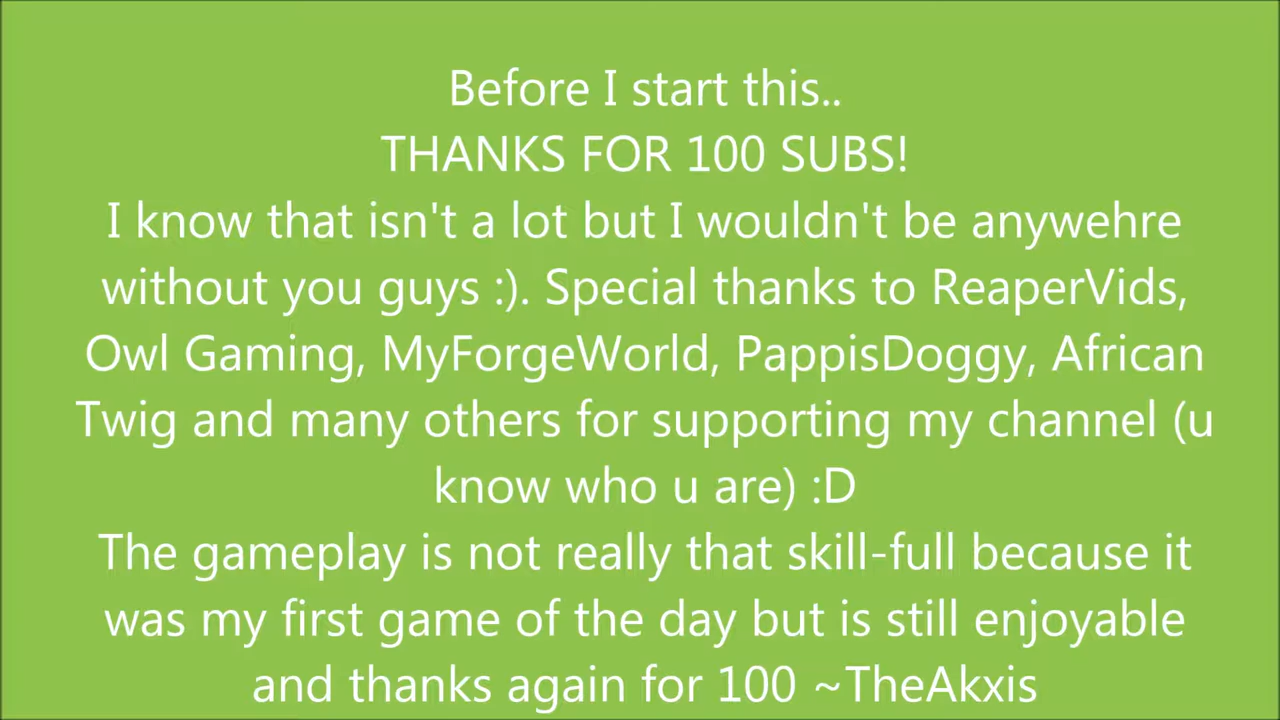 Before I start this..
THANKS FOR 100 SUBS!
I know that isn't a lot but I wouldn't be anywehre
without you guys :). Special thanks to ReaperVids,
Owl Gaming, MyForgeWorld, PappisDoggy, African
Twig and many others for supporting my channel (u
know who u are) :D
The gameplay is not really that skill-full because it
was my first game of the day but is still enjoyable
and thanks again for 100 ~TheAkxis